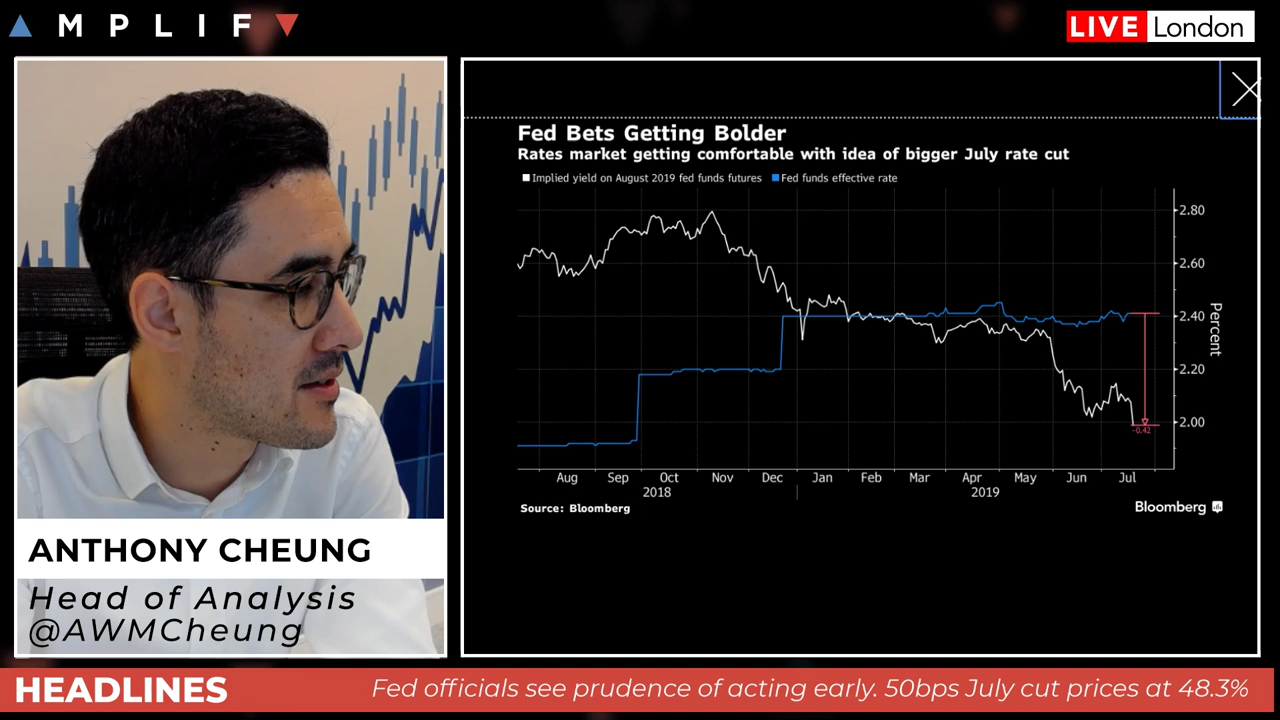 MPLIF
LIVE London
ANTHONY CHEUNG
Head of Analysis
@AWMCheung
Fed Bets Getting Bolder
Rates market getting comfortable with idea of bigger July rate cut
Implied yield on August 2019 fed funds futures Fed funds effective rate
2.80
2.60
2.40
2.20
2.00
Percent
-0.42
Aug Sep Oct Nov Dec Jan Feb Mar Apr May Jun Jul
2018 2019
Source: Bloomberg
Bloomberg
HEADLINES Fed officials see prudence of acting early. 50bps July cut prices at 48.3%